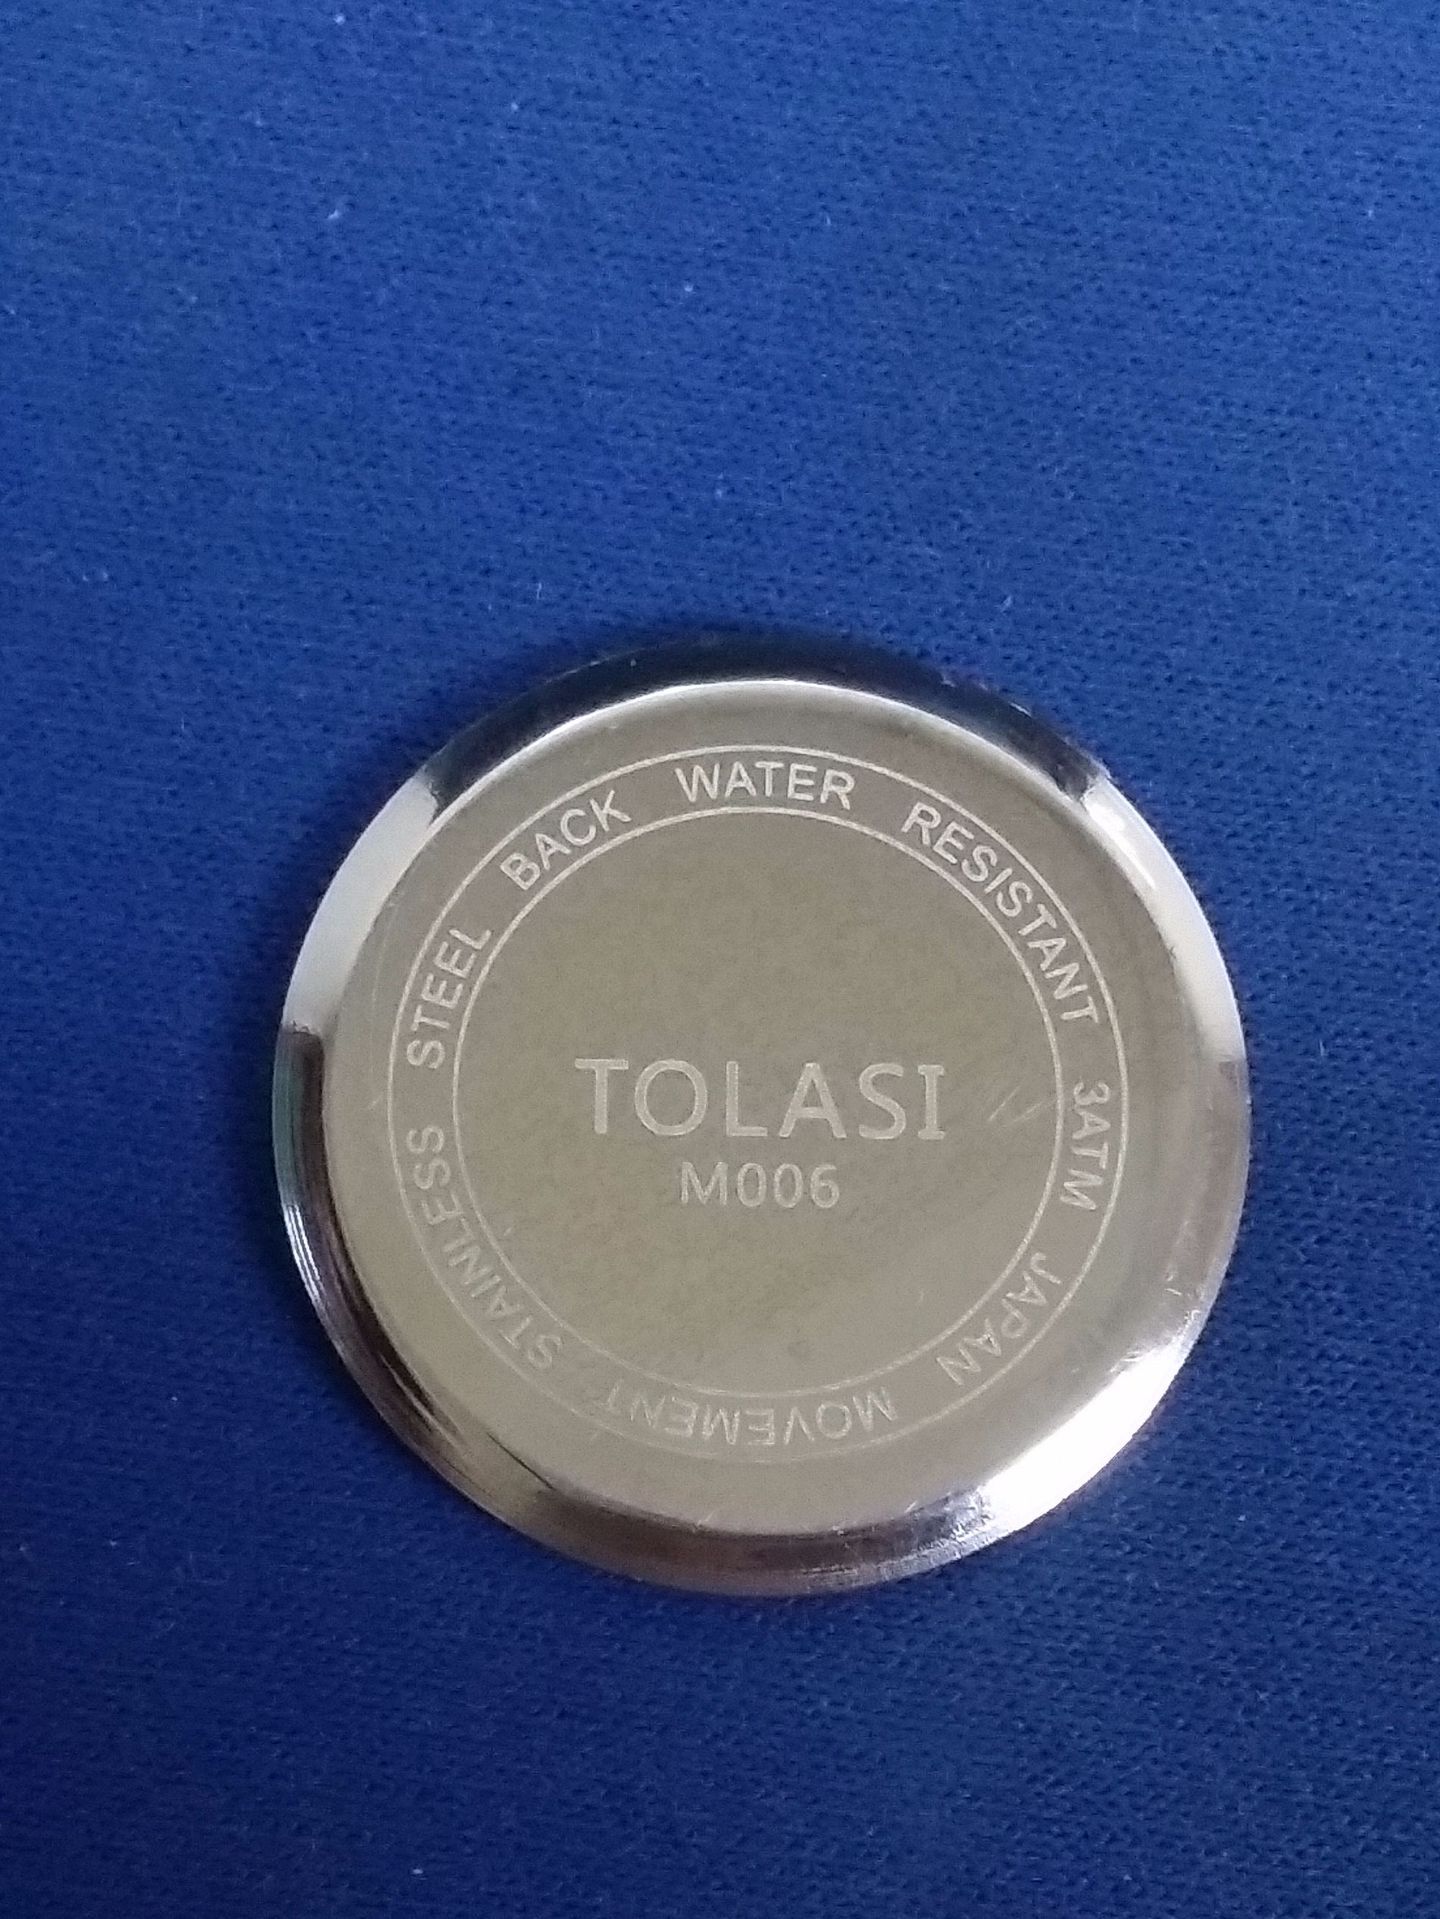 STAINLESS STEEL BACK WATER RESISTANT 3ATM JAPAN MOVEMENT
TOLASI
M006